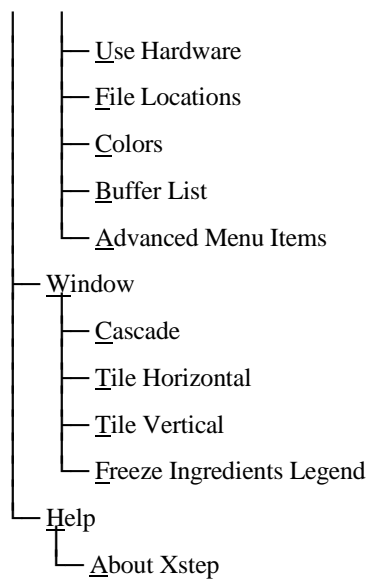 Use Hardware
File Locations
Colors
Buffer List
Advanced Menu Items
Window
Cascade
Tile Horizontal
Tile Vertical
Freeze Ingredients Legend
Help
About Xstep